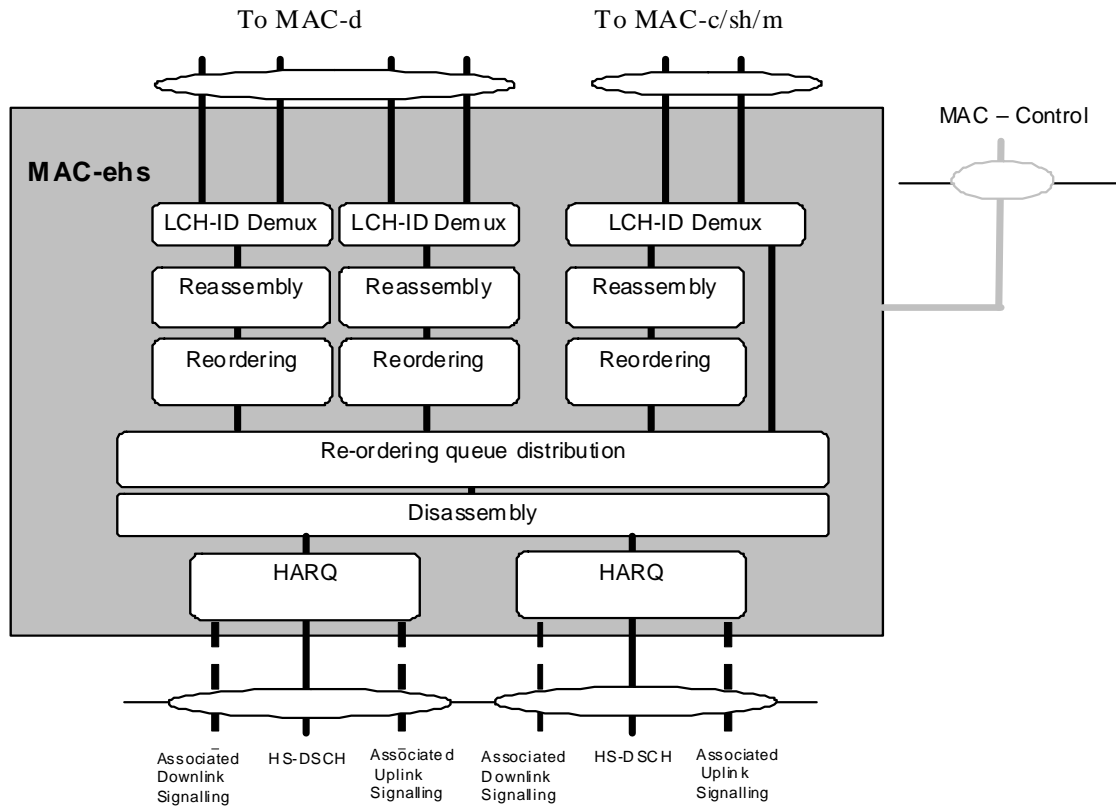 To MAC-d
To MAC-c/sh/m
MAC – Control
MAC-ehs
LCH-ID Demux
LCH-ID Demux
LCH-ID Demux
Reassembly
Reassembly
Reassembly
Reordering
Reordering
Reordering
Re-ordering queue distribution
Disassembly
HARQ
HARQ
Associated
Downlink
Signalling
HS-DSCH
Associated
Uplink
Signalling
Associated
Downlink
Signalling
HS-DSCH
Associated
Uplink
Signalling